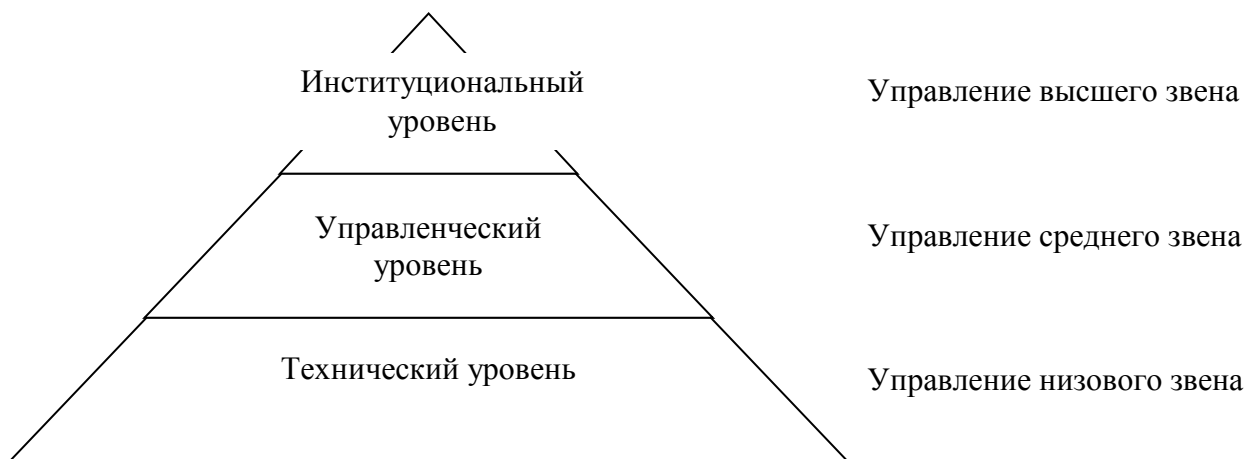 Институциональный
уровень
Управление высшего звена
Управленческий
уровень
Управление среднего звена
Технический уровень
Управление низового звена